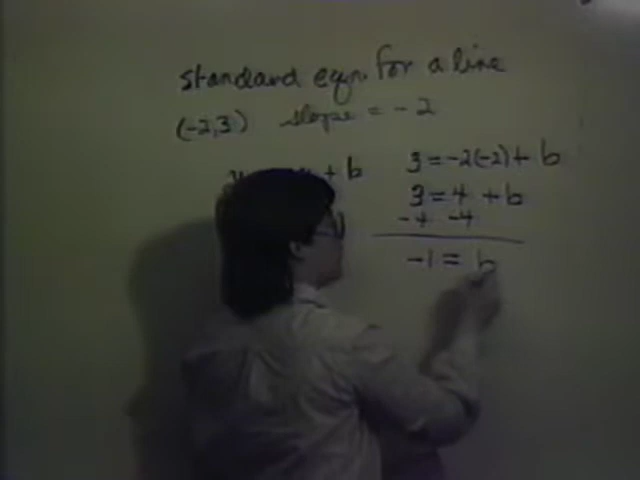 standard eqn. for a line
(-2,3) slope = -2
+ b
3 = -2(-2) + b
3 = 4 + b
-4 -4
-1 = b